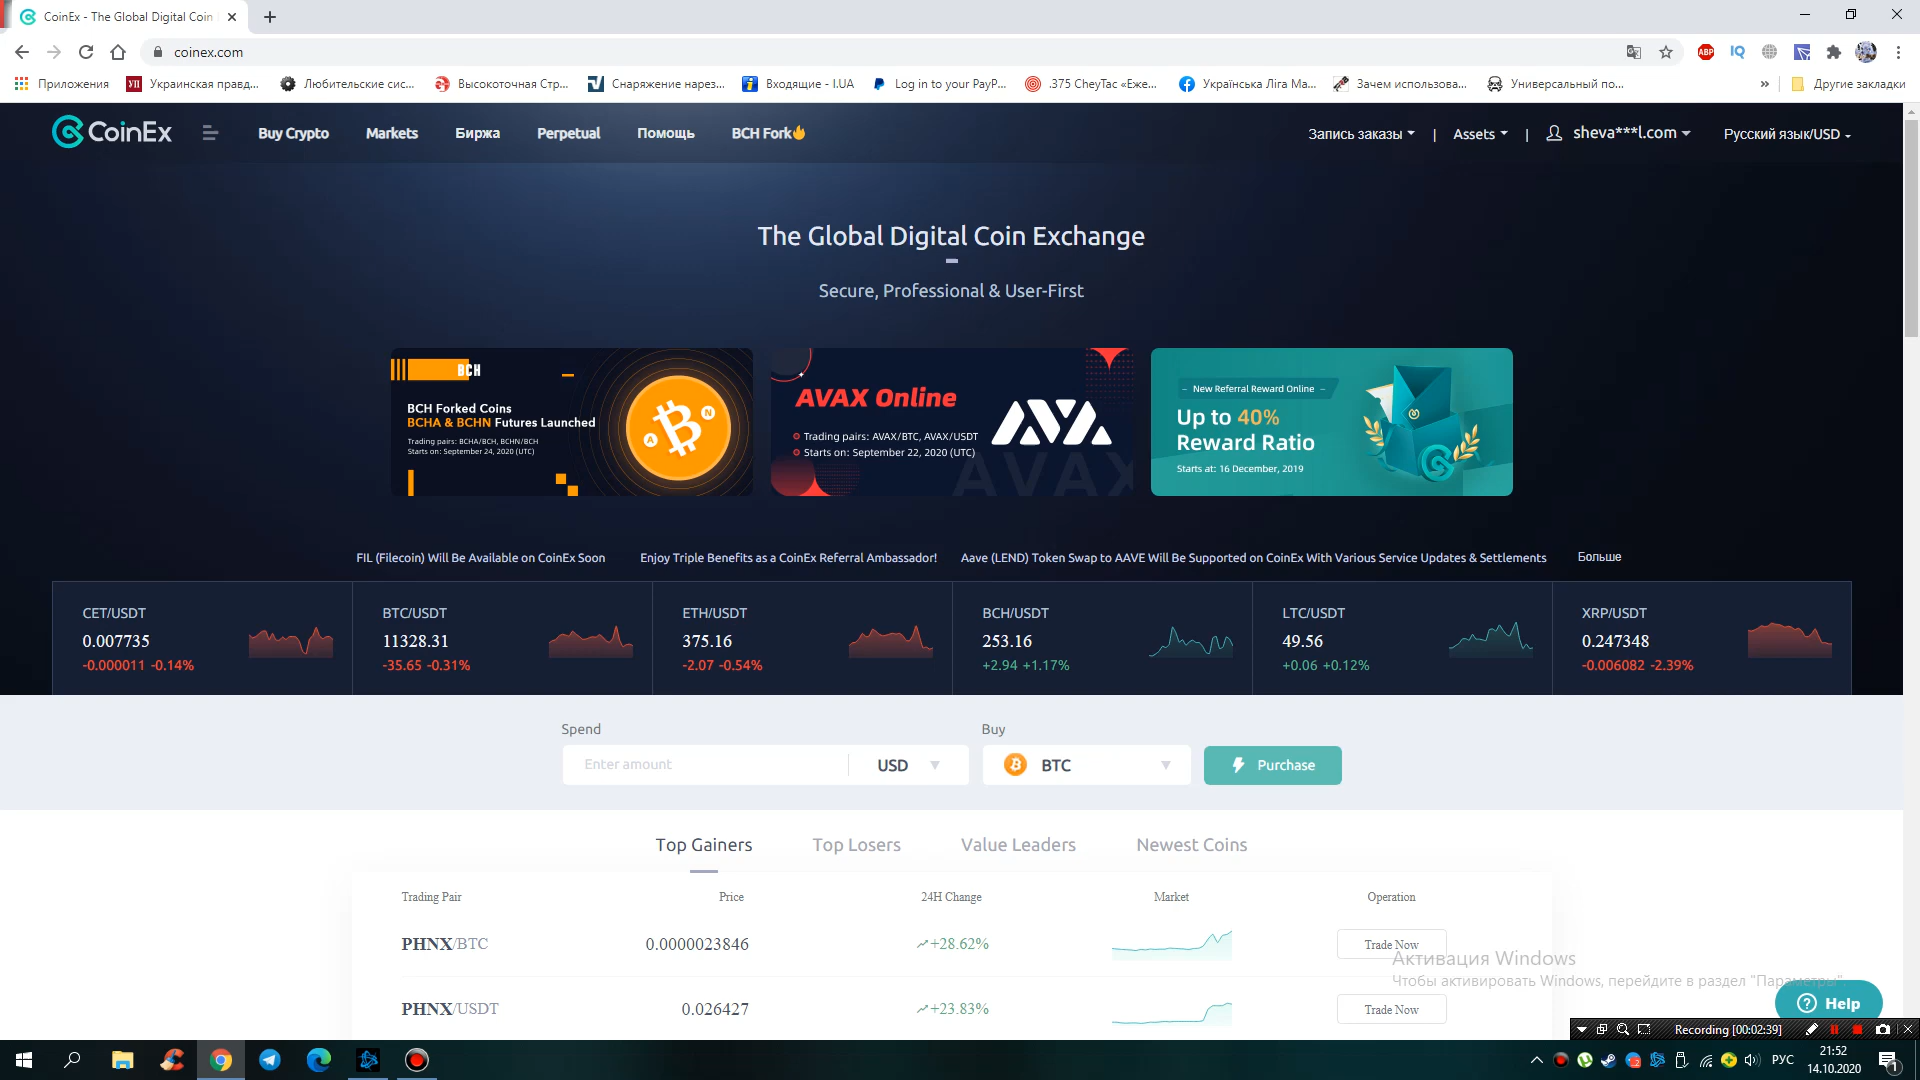 CoinEx - The Global Digital Coin
coinex.com
Приложения
Украинская правд...
Любительские сис...
Высокоточная Стр...
Снаряжение нарез...
Входящие - I.UA
Log in to your PayP...
.375 CheyTac «Еже...
Українська Ліга Ма...
Зачем использова...
Универсальный по...
»
Другие закладки
CoinEx
Buy Crypto
Markets
Биржа
Perpetual
Помощь
BCH Fork
Запись заказы
|
Assets
|
sheva***l.com
Русский язык/USD
The Global Digital Coin Exchange
Secure, Professional & User-First
BCH
BCH Forked Coins
BCHA & BCHN Futures Launched
Trading pairs: BCHA/BCH, BCHN/BCH
Starts on: September 24, 2020 (UTC)
A
N
AVAX Online
Trading pairs: AVAX/BTC, AVAX/USDT
Starts on: September 22, 2020 (UTC)
AVAX
New Referral Reward Online
Up to 40%
Reward Ratio
Starts at: 16 December, 2019
FIL (Filecoin) Will Be Available on CoinEx Soon
Enjoy Triple Benefits as a CoinEx Referral Ambassador!
Aave (LEND) Token Swap to AAVE Will Be Supported on CoinEx With Various Service Updates & Settlements
Больше
CET/USDT
0.007735
-0.000011 -0.14%
BTC/USDT
11328.31
-35.65 -0.31%
ETH/USDT
375.16
-2.07 -0.54%
BCH/USDT
253.16
+2.94 +1.17%
LTC/USDT
49.56
+0.06 +0.12%
XRP/USDT
0.247348
-0.006082 -2.39%
Spend
Enter amount
USD
Buy
BTC
Purchase
Top Gainers
Top Losers
Value Leaders
Newest Coins
Trading Pair
Price
24H Change
Market
Operation
PHNX/BTC
0.0000023846
+28.62%
Trade Now
PHNX/USDT
0.026427
+23.83%
Trade Now
Активация Windows
Чтобы активировать Windows, перейдите в раздел "Параметры".
Help
Recording [00:02:39]
РУС
21:52
14.10.2020
1
ABP
IQ